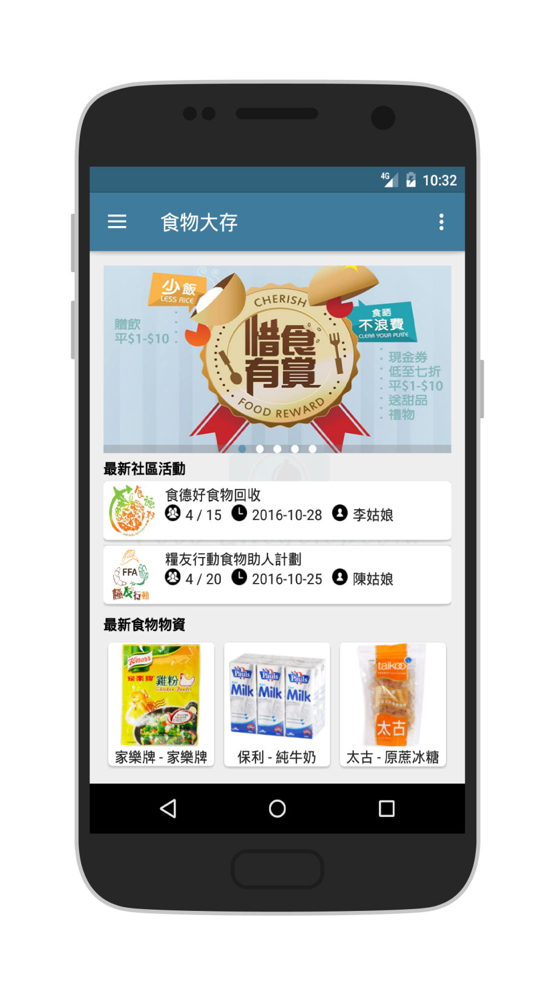 4G 10:32
食物大存
少飯
LESS RICE
贈飲
平$1-$10
CHERISH
惜食
有賞
FOOD REWARD
食晒
不浪費
CLEAR YOUR PLATE
現金券
低至七折
平$1-$10
送甜品
禮物
最新社區活動
食德好
食德好食物回收
4 / 15 2016-10-28 李姑娘
FFA
糧友行動
糧友行動食物助人計劃
4 / 20 2016-10-25 陳姑娘
最新食物物資
Knorr
家樂牌 雞粉
Chicken Powder
Pauls Pauls Pauls
Milk Milk Milk
taikoo
太古
家樂牌 - 家樂牌
保利 - 純牛奶
太古 - 原蔗冰糖